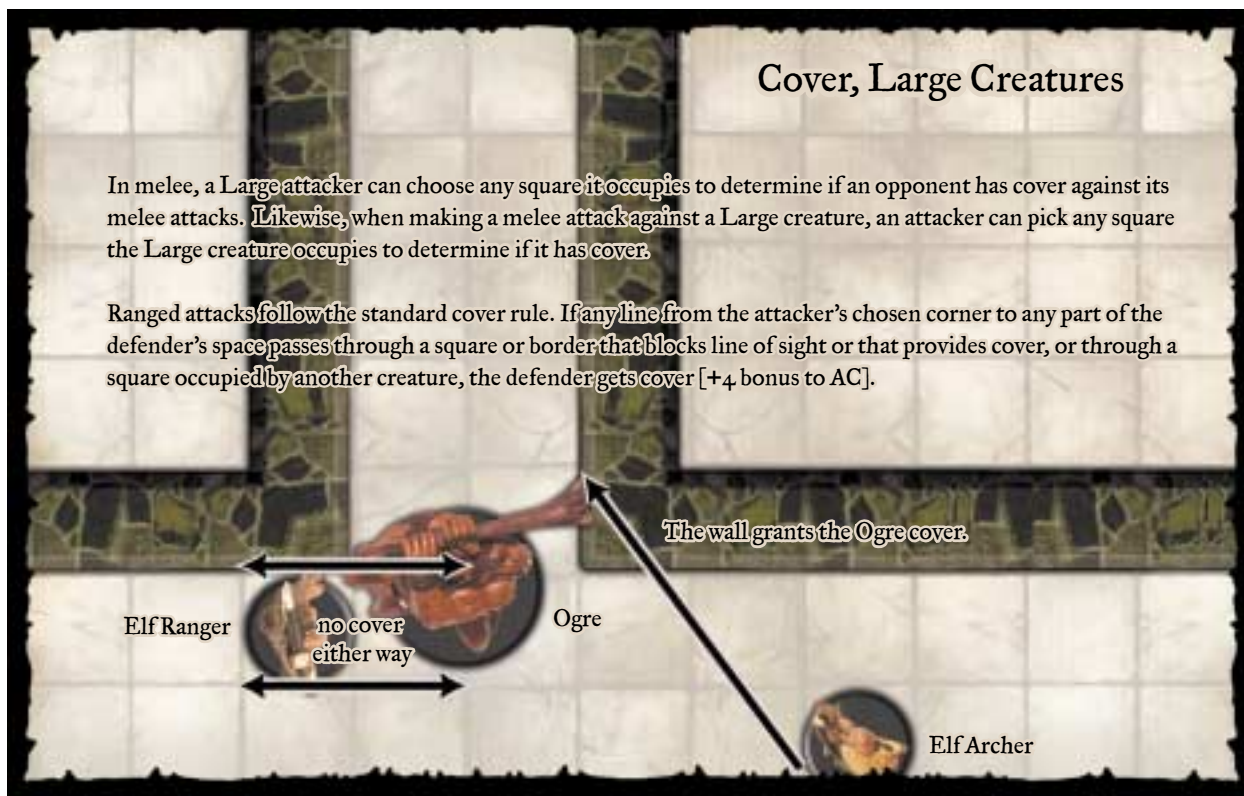 Cover, Large Creatures
In melee, a Large attacker can choose any square it occupies to determine if an opponent has cover against its
melee attacks. Likewise, when making a melee attack against a Large creature, an attacker can pick any square
the Large creature occupies to determine if it has cover.
Ranged attacks follow the standard cover rule. If any line from the attacker's chosen corner to any part of the
defender's space passes through a square or border that blocks line of sight or that provides cover, or through a
square occupied by another creature, the defender gets cover [+4 bonus to AC].
The wall grants the Ogre cover.
Elf Ranger
no cover
either way
Ogre
Elf Archer